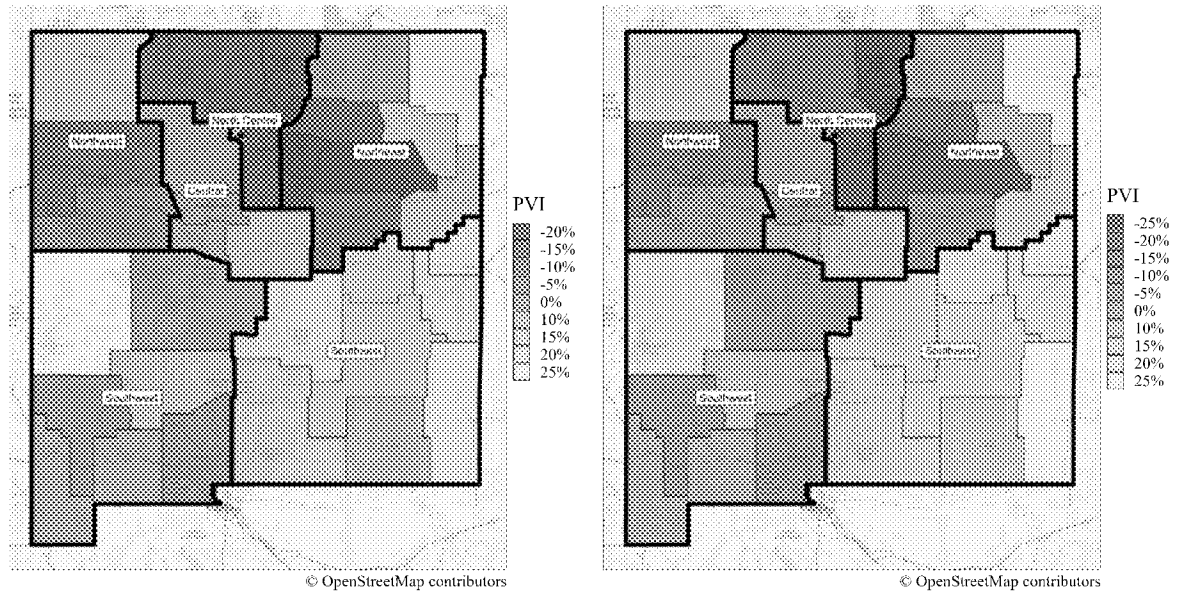 North Central
Northwest
Northeast
Central
Southeast
Southwest
PVI
-20%
-15%
-10%
-5%
0%
10%
15%
20%
25%
© OpenStreetMap contributors
North Central
Northwest
Northeast
Central
Southeast
Southwest
PVI
-25%
-20%
-15%
-10%
-5%
0%
10%
15%
20%
25%
© OpenStreetMap contributors